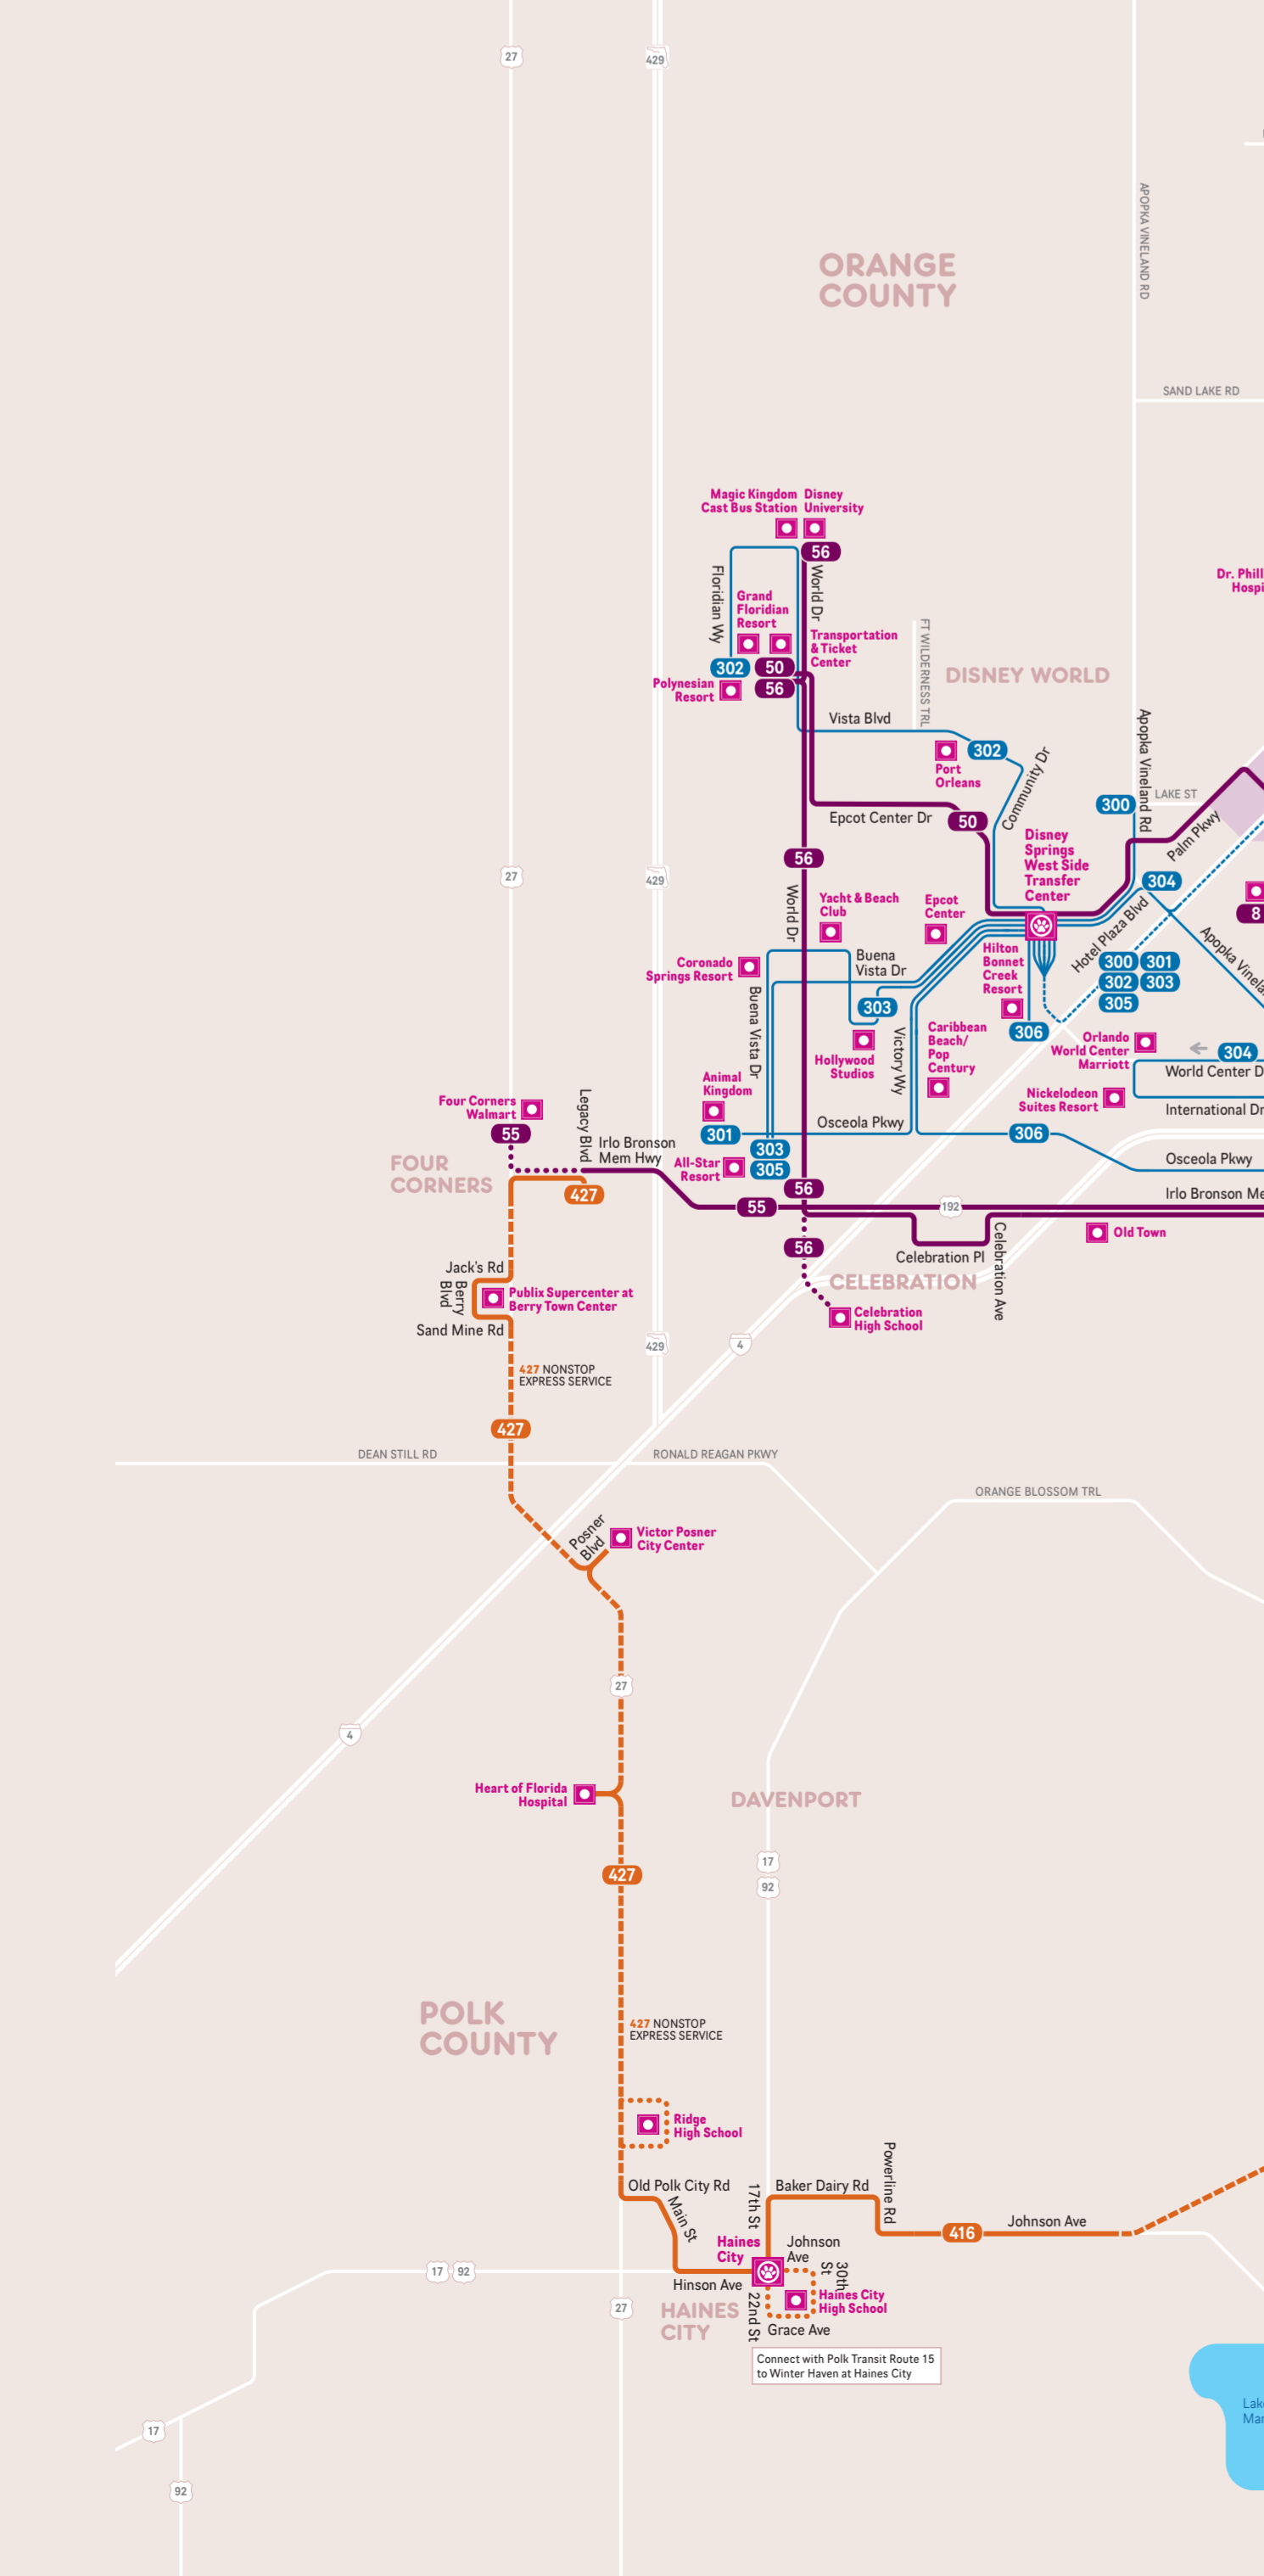 27
429
APOPKA VINELAND RD
ORANGE
COUNTY
SAND LAKE RD
Magic Kingdom
Cast Bus Station
Disney
University
56
Floridian Wy
World Dr
Grand
Floridian
Resort
Transportation
& Ticket
Center
302
50
56
Polynesian
Resort
FT WILDERNESS TRL
DISNEY WORLD
Vista Blvd
302
Port
Orleans
Community Dr
Apopka Vineland Rd
300
LAKE ST
Epcot Center Dr
50
Palm Pkwy
Disney
Springs
West Side
Transfer
Center
56
27
429
304
8
World Dr
Yacht & Beach
Club
Epcot
Center
Hotel Plaza Blvd
Coronado
Springs Resort
Buena
Vista Dr
Hilton
Bonnet
Creek
Resort
300
301
302
303
305
Buena Vista Dr
303
Victory Wy
306
Caribbean
Beach/
Pop
Century
Hollywood
Studios
Orlando
World Center
Marriott
304
World Center
Animal
Kingdom
Nickelodeon
Suites Resort
International
Four Corners
Walmart
Legacy Blvd
55
301
Osceola Pkwy
306
Irlo Bronson
Mem Hwy
303
305
All-Star
Resort
Osceola Pkwy
FOUR
CORNERS
427
56
55
192
Irlo Bronson
Old Town
56
Celebration Pl
Celebration Ave
CELEBRATION
Jack's Rd
Berry
Blvd
Publix Supercenter at
Berry Town Center
Sand Mine Rd
Celebration
High School
429
4
427 NONSTOP
EXPRESS SERVICE
427
DEAN STILL RD
RONALD REAGAN PKWY
ORANGE BLOSSOM TRL
Posner
Blvd
Victor Posner
City Center
27
4
Heart of Florida
Hospital
DAVENPORT
17
92
427
POLK
COUNTY
427 NONSTOP
EXPRESS SERVICE
Ridge
High School
Old Polk City Rd
Main St
17th St
Baker Dairy Rd
Powerline Rd
Johnson Ave
416
Haines
City
Johnson
Ave
30th
St
17
92
Hinson Ave
22nd St
Haines City
High School
27
HAINES
CITY
Grace Ave
Connect with Polk Transit Route 15
to Winter Haven at Haines City
17
92